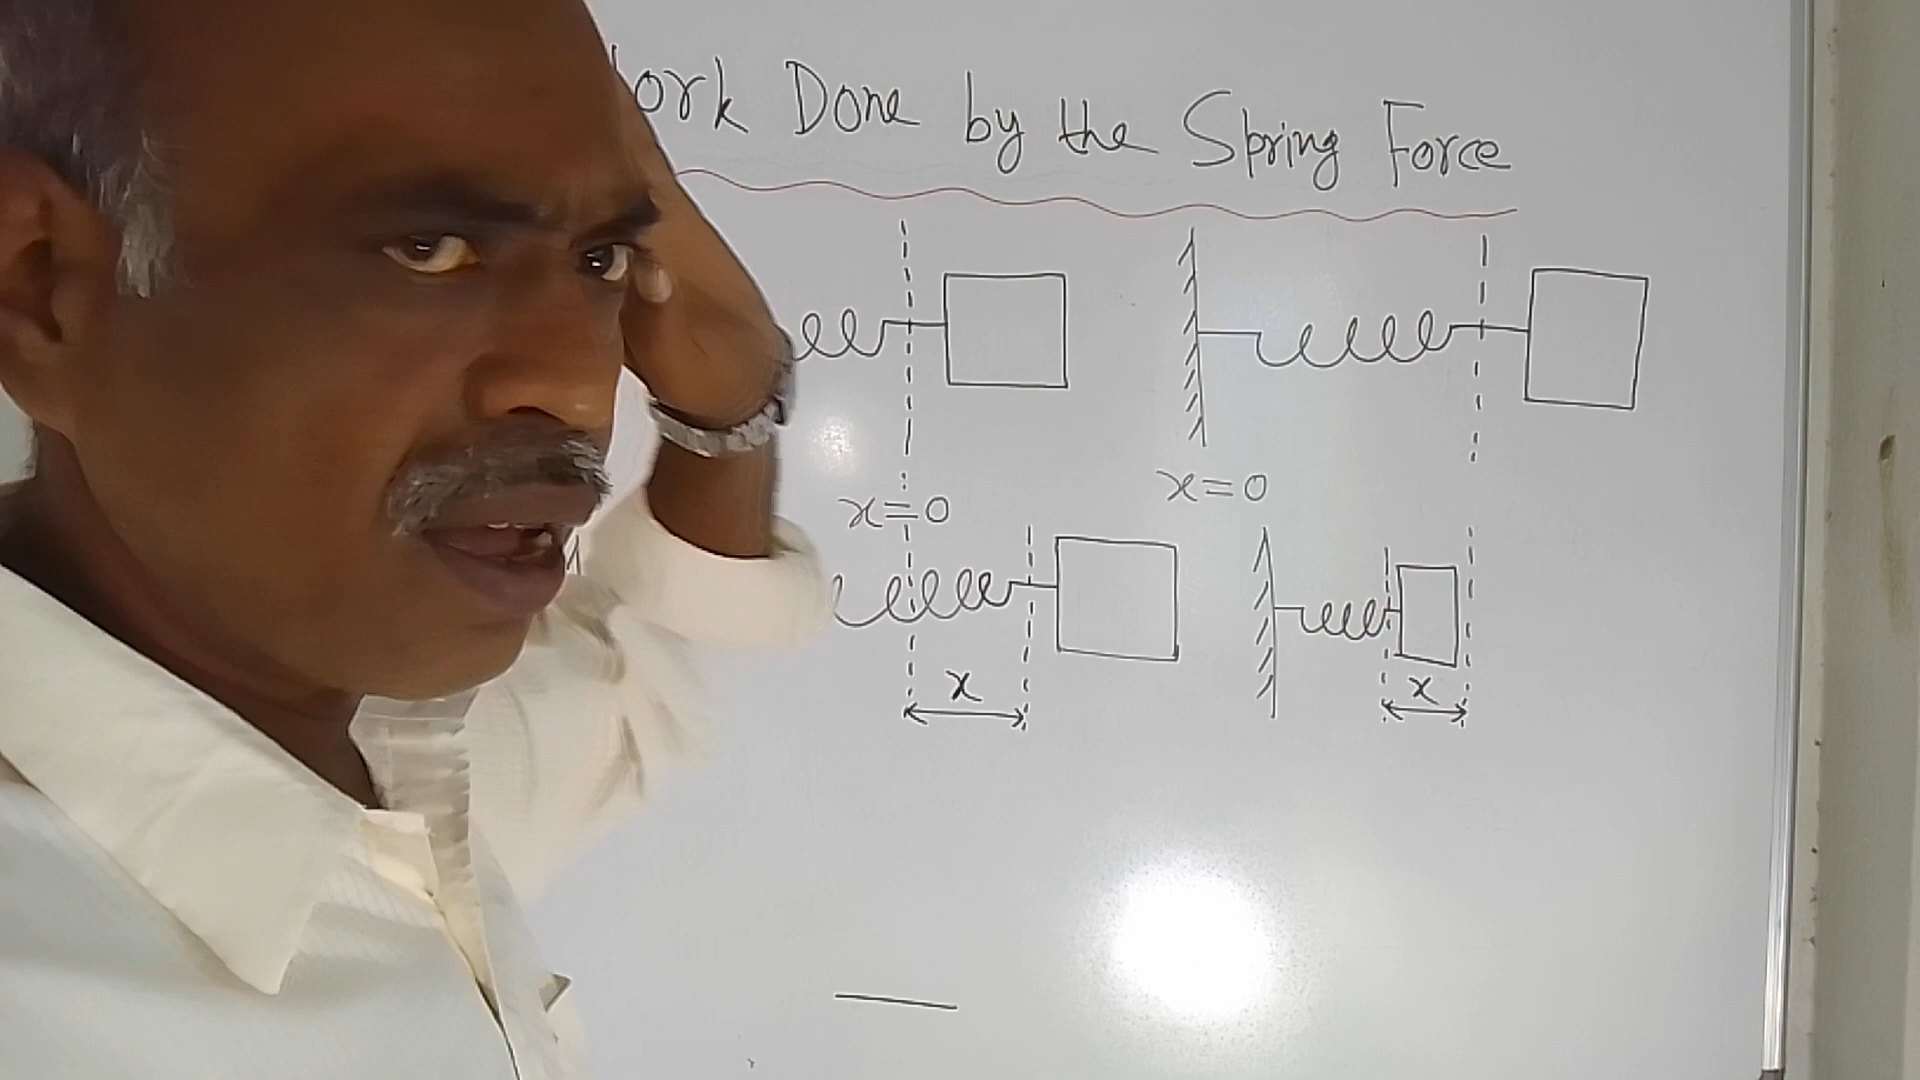 ork Done by the Spring Force
x=0
x=0
x
x